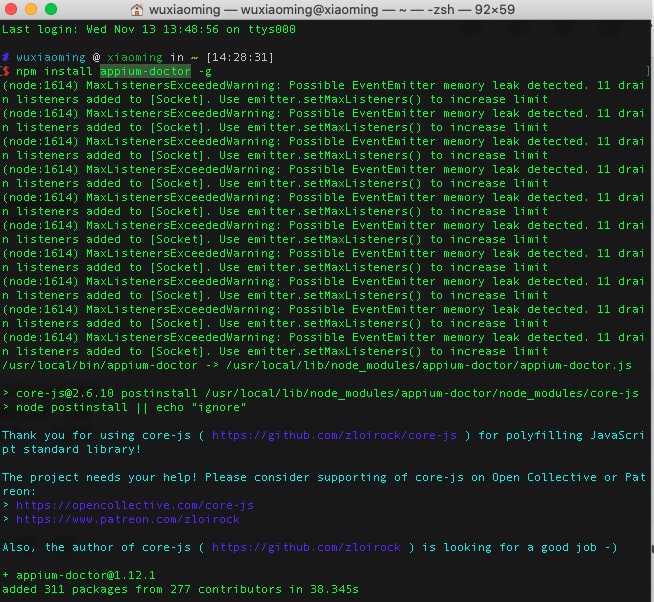 wuxiaoming — wuxiaoming@xiaoming — ~ — -zsh — 92×59
Last login: Wed Nov 13 13:48:56 on ttys000
# wuxiaoming @ xiaoming in ~ [14:28:31]
$ npm install appium-doctor -g
(node:1614) MaxListenersExceededWarning: Possible EventEmitter memory leak detected. 11 drai
n listeners added to [Socket]. Use emitter.setMaxListeners() to increase limit
(node:1614) MaxListenersExceededWarning: Possible EventEmitter memory leak detected. 11 drai
n listeners added to [Socket]. Use emitter.setMaxListeners() to increase limit
(node:1614) MaxListenersExceededWarning: Possible EventEmitter memory leak detected. 11 drai
n listeners added to [Socket]. Use emitter.setMaxListeners() to increase limit
(node:1614) MaxListenersExceededWarning: Possible EventEmitter memory leak detected. 11 drai
n listeners added to [Socket]. Use emitter.setMaxListeners() to increase limit
(node:1614) MaxListenersExceededWarning: Possible EventEmitter memory leak detected. 11 drai
n listeners added to [Socket]. Use emitter.setMaxListeners() to increase limit
(node:1614) MaxListenersExceededWarning: Possible EventEmitter memory leak detected. 11 drai
n listeners added to [Socket]. Use emitter.setMaxListeners() to increase limit
(node:1614) MaxListenersExceededWarning: Possible EventEmitter memory leak detected. 11 drai
n listeners added to [Socket]. Use emitter.setMaxListeners() to increase limit
(node:1614) MaxListenersExceededWarning: Possible EventEmitter memory leak detected. 11 drai
n listeners added to [Socket]. Use emitter.setMaxListeners() to increase limit
(node:1614) MaxListenersExceededWarning: Possible EventEmitter memory leak detected. 11 drai
n listeners added to [Socket]. Use emitter.setMaxListeners() to increase limit
(node:1614) MaxListenersExceededWarning: Possible EventEmitter memory leak detected. 11 drai
n listeners added to [Socket]. Use emitter.setMaxListeners() to increase limit
/usr/local/bin/appium-doctor -> /usr/local/lib/node_modules/appium-doctor/appium-doctor.js
> core-js@2.6.10 postinstall /usr/local/lib/node_modules/appium-doctor/node_modules/core-js
> node postinstall || echo "ignore"
Thank you for using core-js ( https://github.com/zloirock/core-js ) for polyfilling JavaScri
pt standard library!
The project needs your help! Please consider supporting of core-js on Open Collective or Pat
reon:
> https://opencollective.com/core-js
> https://www.patreon.com/zloirock
Also, the author of core-js ( https://github.com/zloirock ) is looking for a good job -)
+ appium-doctor@1.12.1
added 311 packages from 277 contributors in 38.345s